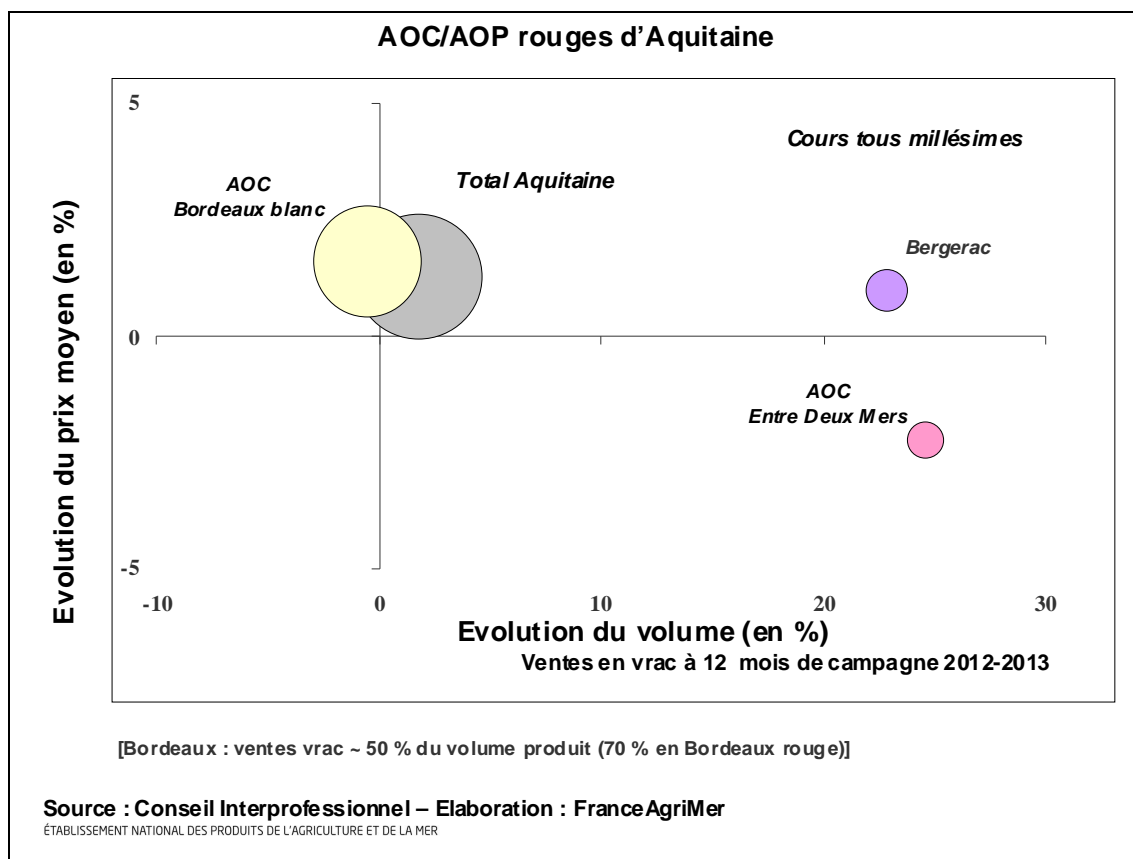 AOC/AOP rouges d’Aquitaine
5
Cours tous millésimes
AOC
Bordeaux blanc
Total Aquitaine
Bergerac
Evolution du prix moyen (en %)
0
AOC
Entre Deux Mers
-5
-10 0 10 20 30
Evolution du volume (en %)
Ventes en vrac à 12 mois de campagne 2012-2013
[Bordeaux : ventes vrac ~ 50 % du volume produit (70 % en Bordeaux rouge)]
Source : Conseil Interprofessionnel – Elaboration : FranceAgriMer
ÉTABLISSEMENT NATIONAL DES PRODUITS DE L'AGRICULTURE ET DE LA MER